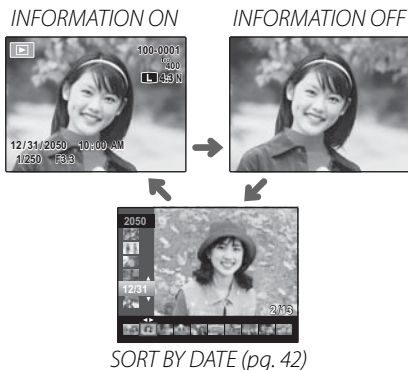 INFORMATION ON
INFORMATION OFF
100-0001
ISO
400
L 4:3 N
12/31/2050 10:00 AM
1/250 F3.3
2050
12/31
2/13
SORT BY DATE (pg. 42)